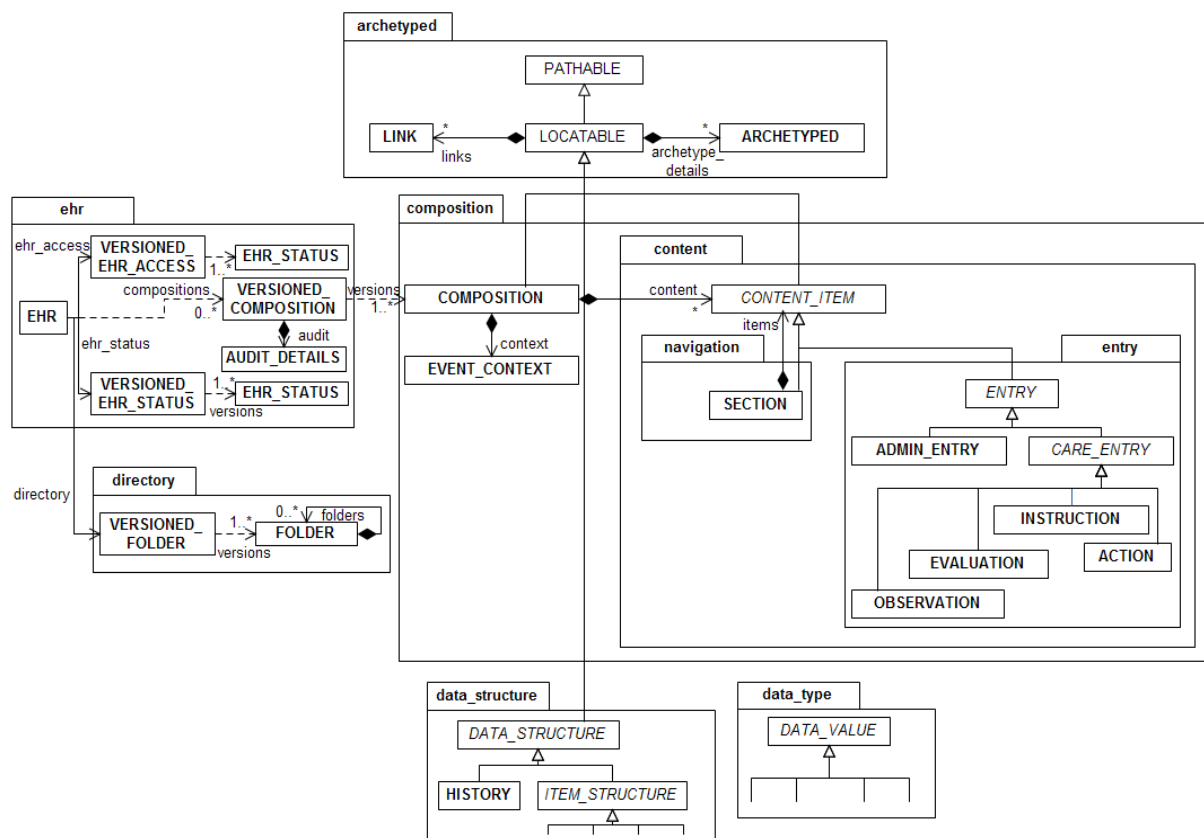 archetyped
PATHABLE
*
*
LINK
LOCATABLE
ARCHETYPED
links
archetype_
details
ehr
composition
ehr_access
VERSIONED_
EHR_ACCESS
1..*
EHR_STATUS
content
compositions
0..*
VERSIONED_
COMPOSITION
versions
1..*
COMPOSITION
content
*
CONTENT_ITEM
EHR
audit
items
ehr_status
AUDIT_DETAILS
context
EVENT_CONTEXT
navigation
entry
VERSIONED_
EHR_STATUS
1..*
versions
EHR_STATUS
SECTION
ENTRY
ADMIN_ENTRY
CARE_ENTRY
directory
directory
0..*
folders
VERSIONED_
FOLDER
1..*
versions
FOLDER
INSTRUCTION
EVALUATION
ACTION
OBSERVATION
data_structure
data_type
DATA_STRUCTURE
DATA_VALUE
HISTORY
ITEM_STRUCTURE